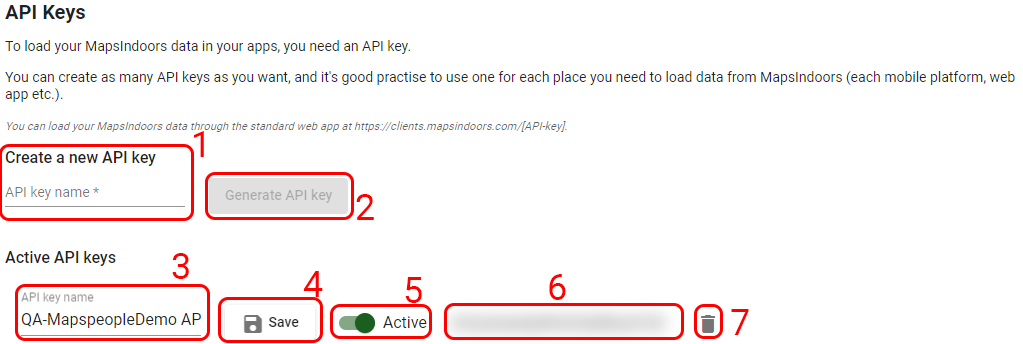 API Keys
To load your MapsIndoors data in your apps, you need an API key.
You can create as many API keys as you want, and it's good practise to use one for each place you need to load data from MapsIndoors (each mobile platform, web
app etc.).
You can load your MapsIndoors data through the standard web app at https://clients.mapsindoors.com/[API-key].
1
Create a new API key
API key name *
Generate API key
2
Active API keys
3
4
5
6
API key name
QA-MapspeopleDemo AP
Save
Active
7